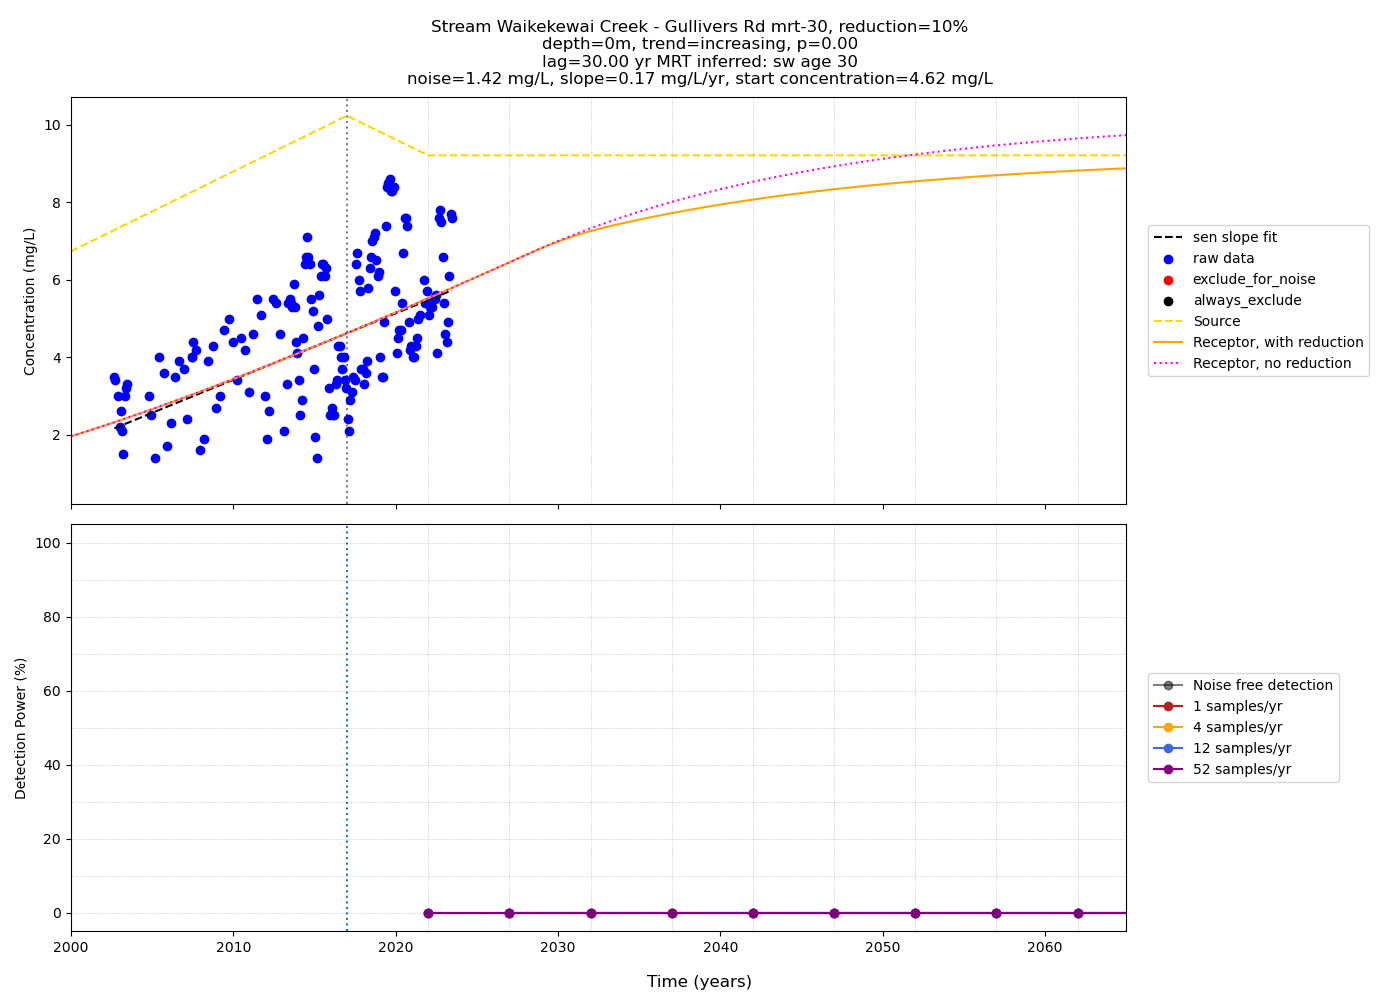 Stream Waikekewai Creek - Gullivers Rd mrt-30, reduction=10%
depth=0m, trend=increasing, p=0.00
lag=30.00 yr MRT inferred: sw age 30
noise=1.42 mg/L, slope=0.17 mg/L/yr, start concentration=4.62 mg/L
Concentration (mg/L)
10
8
6
4
2
sen slope fit
raw data
exclude_for_noise
always_exclude
Source
Receptor, with reduction
Receptor, no reduction
Detection Power (%)
100
80
60
40
20
0
Noise free detection
1 samples/yr
4 samples/yr
12 samples/yr
52 samples/yr
2000 2010 2020 2030 2040 2050 2060
Time (years)